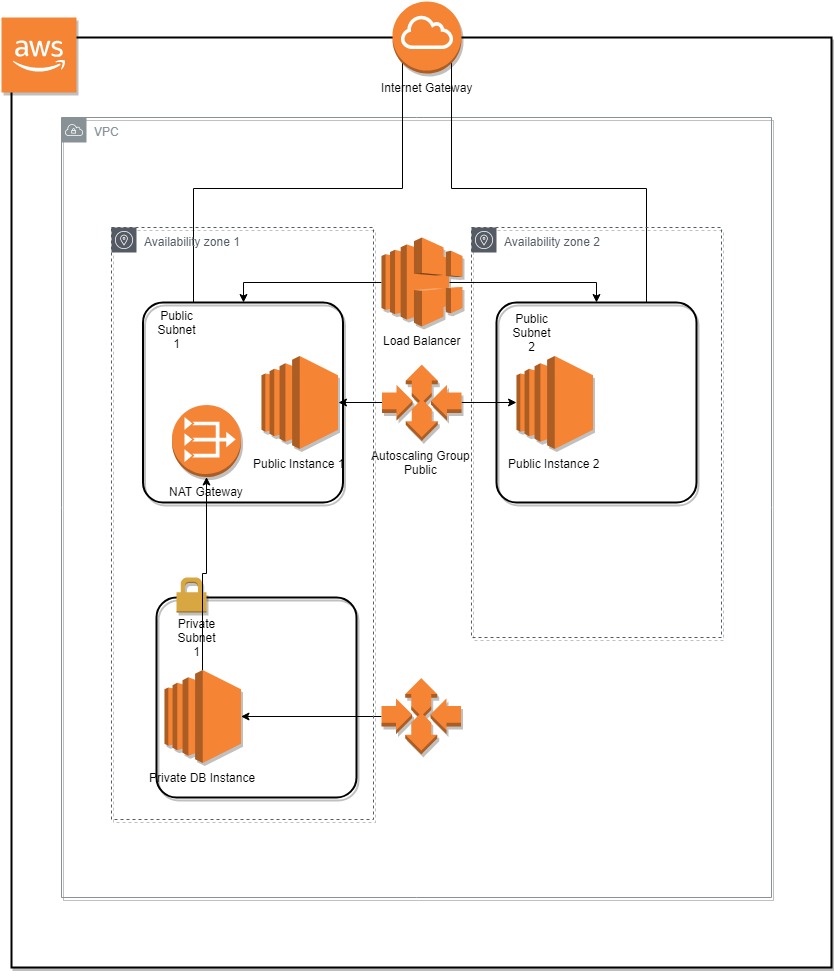 aws
Internet Gateway
VPC
Availability zone 1
Availability zone 2
Public
Subnet
1
Public
Subnet
2
Load Balancer
Public Instance 1
Autoscaling Group
Public
Public Instance 2
NAT Gateway
Private
Subnet
1
Private DB Instance